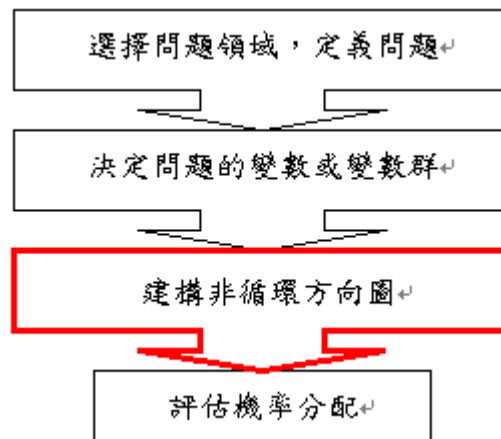 選擇問題領域，定義問題
決定問題的變數或變數群
建構非循環方向圖
評估機率分配